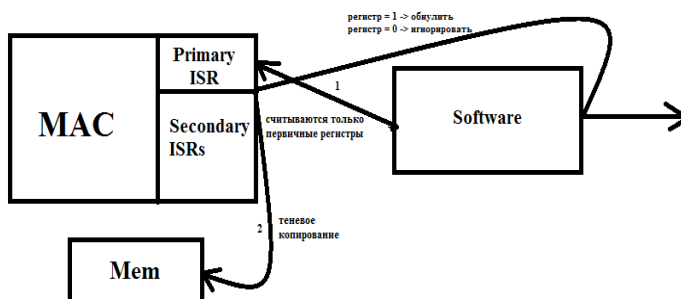 регистр = 1 -> обнулить
регистр = 0 -> игнорировать
Primary
ISR
MAC
1
Software
Secondary
ISRs
считываются только
первичные регистры
2
теневое
копирование
Mem